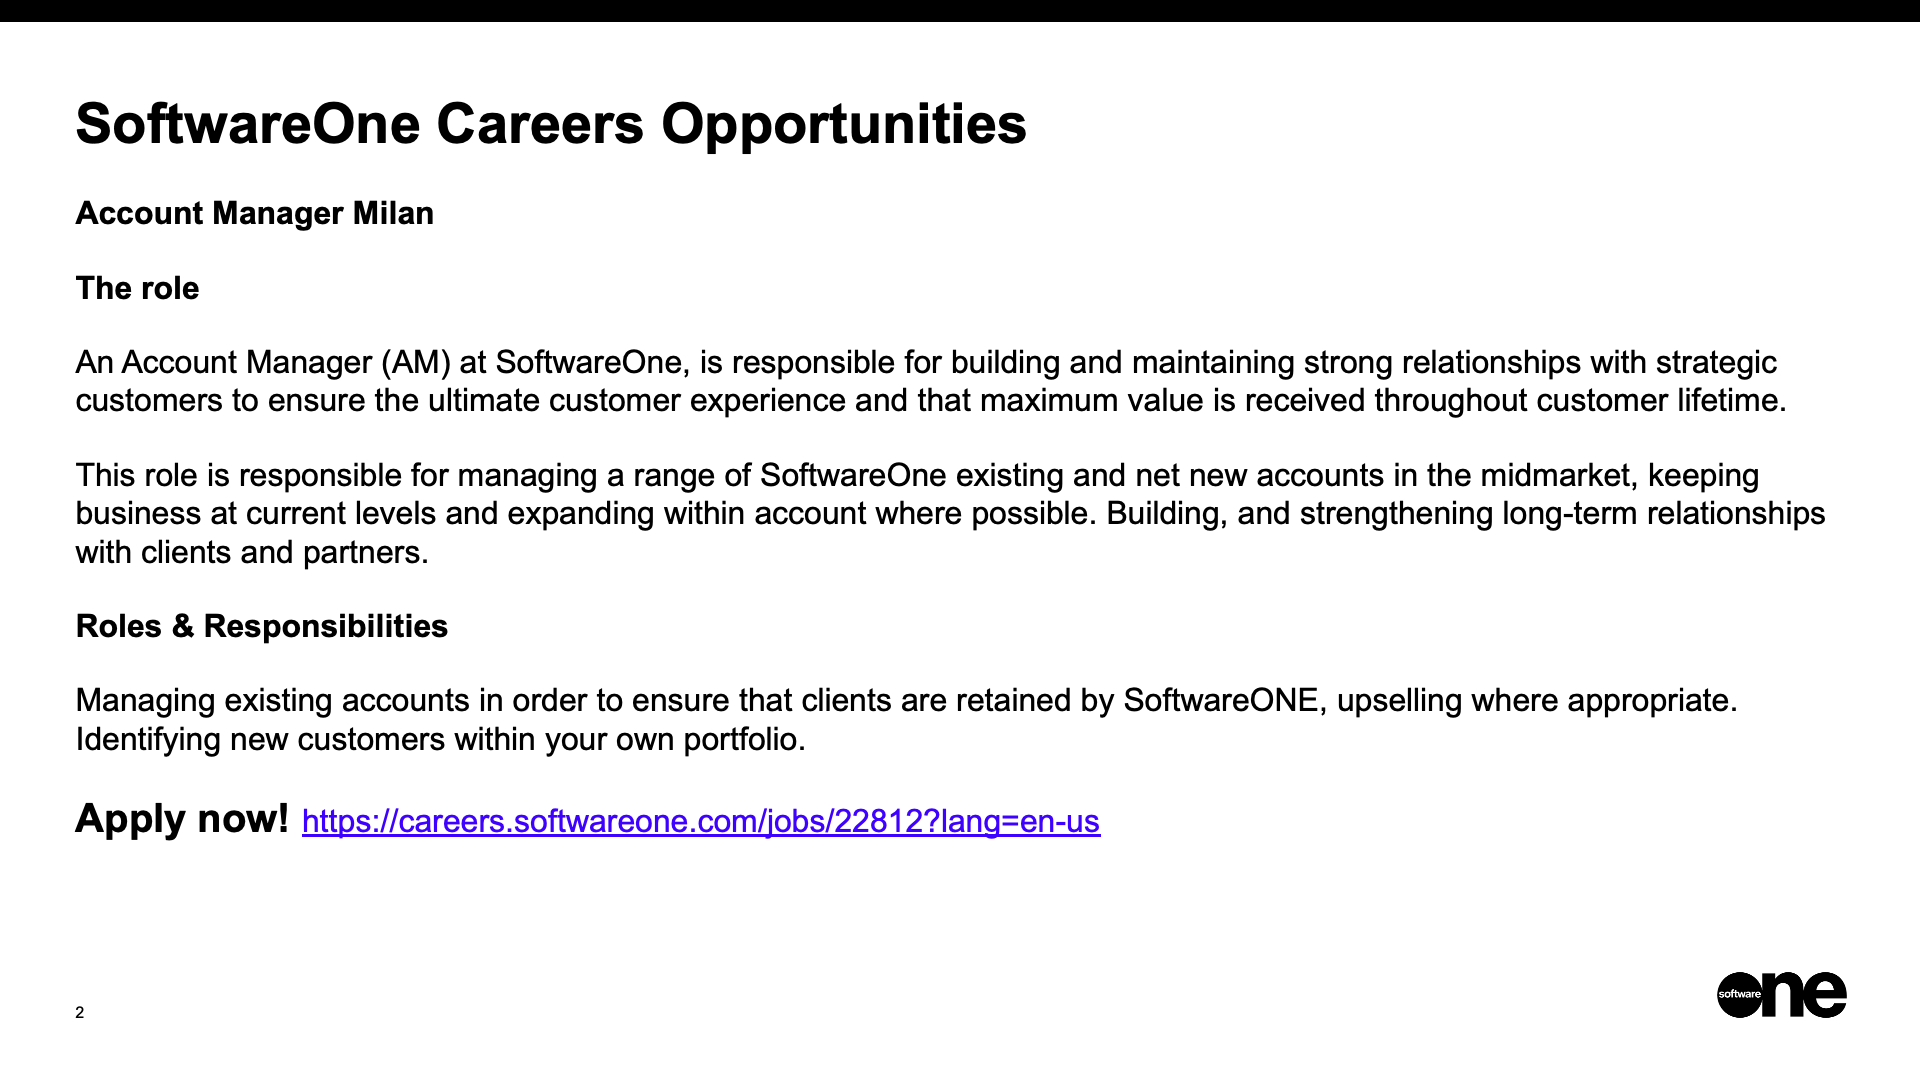 SoftwareOne Careers Opportunities
Account Manager Milan
The role
An Account Manager (AM) at SoftwareOne, is responsible for building and maintaining strong relationships with strategic
customers to ensure the ultimate customer experience and that maximum value is received throughout customer lifetime.
This role is responsible for managing a range of SoftwareOne existing and net new accounts in the midmarket, keeping
business at current levels and expanding within account where possible. Building, and strengthening long-term relationships
with clients and partners.
Roles & Responsibilities
Managing existing accounts in order to ensure that clients are retained by SoftwareONE, upselling where appropriate.
Identifying new customers within your own portfolio.
Apply now! https://careers.softwareone.com/jobs/22812?lang=en-us
2
software one